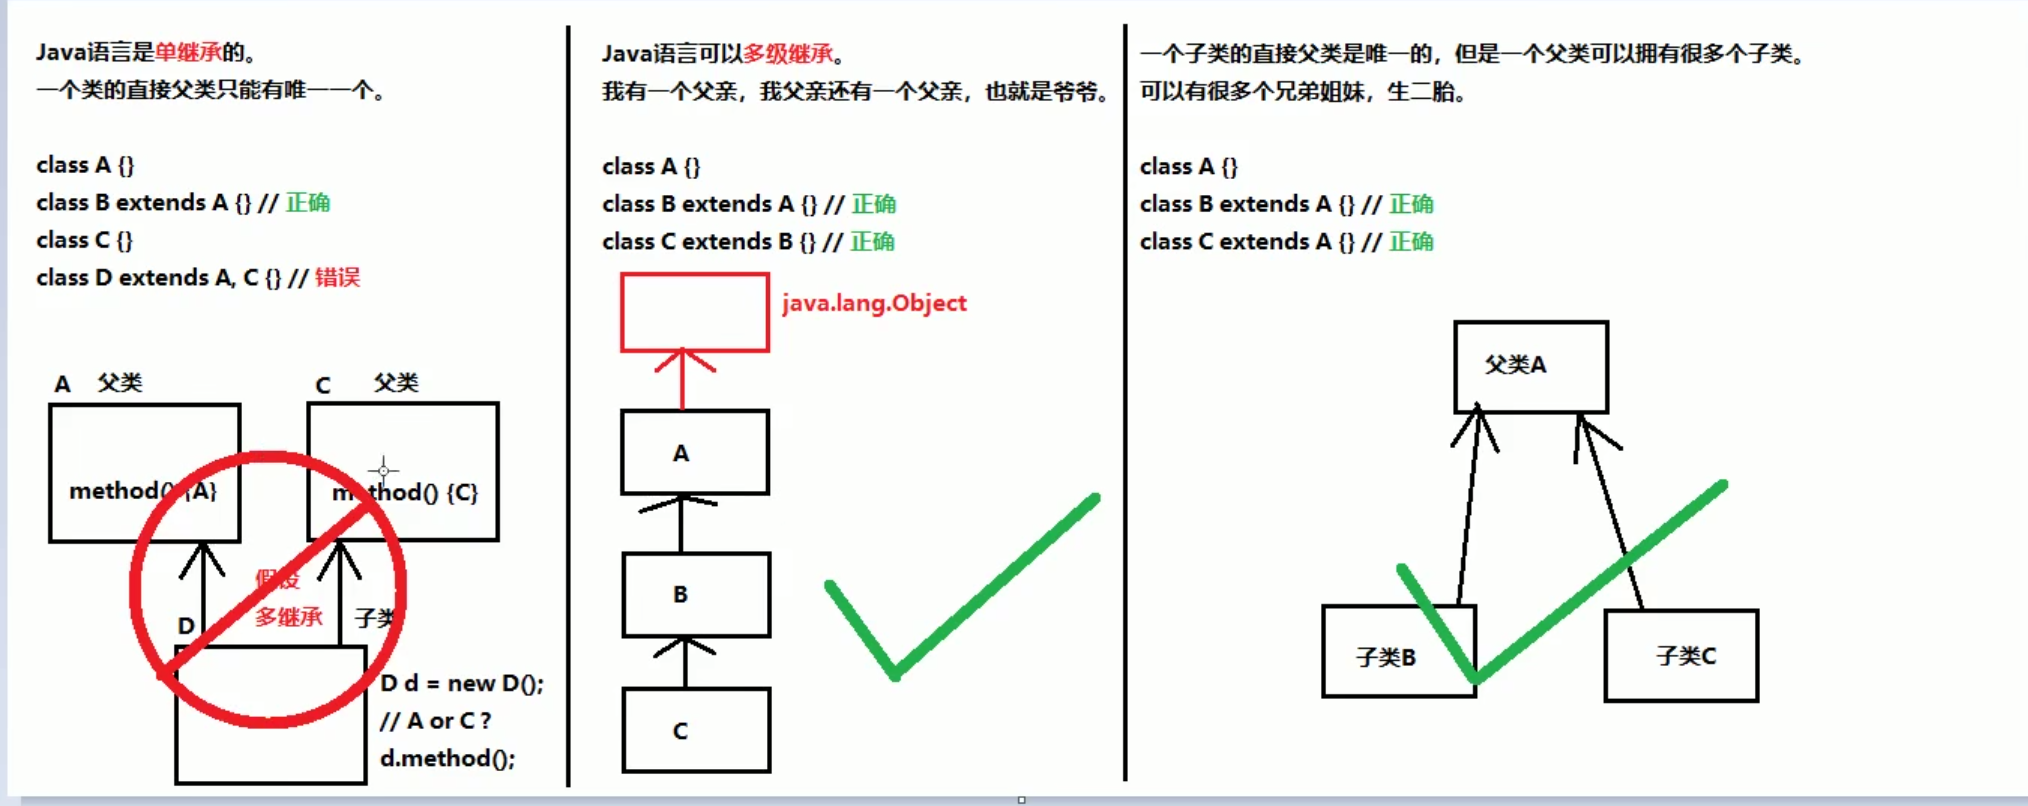 Java语言是单继承的。
一个类的直接父类只能有唯一一个。
class A {}
class B extends A {} // 正确
class C {}
class D extends A, C {} // 错误
A 父类
C 父类
method() {A}
method() {C}
假设
多继承
D
子类
D d = new D();
// A or C ?
d.method();
Java语言可以多级继承。
我有一个父亲，我父亲还有一个父亲，也就是爷爷。
class A {}
class B extends A {} // 正确
class C extends B {} // 正确
java.lang.Object
A
B
C
一个子类的直接父类是唯一的，但是一个父类可以拥有很多个子类。
可以有很多个兄弟姐妹，生二胎。
class A {}
class B extends A {} // 正确
class C extends A {} // 正确
父类A
子类B
子类C